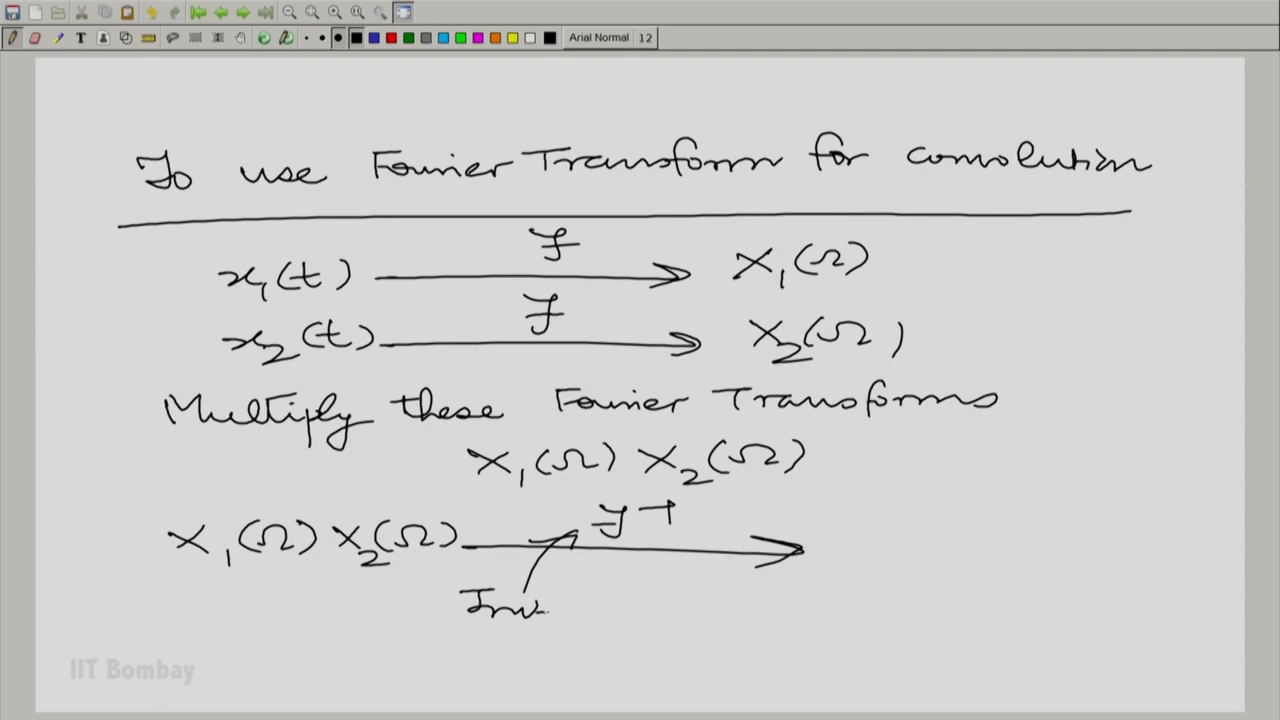 Arial Normal 12
To use Fourier Transform for convolution
x₁(t) ℱ X₁(Ω)
x₂(t) ℱ X₂(Ω)
Multiply these Fourier Transforms
X₁(Ω) X₂(Ω)
X₁(Ω) X₂(Ω) ℱ⁻¹
Inv
IIT Bombay